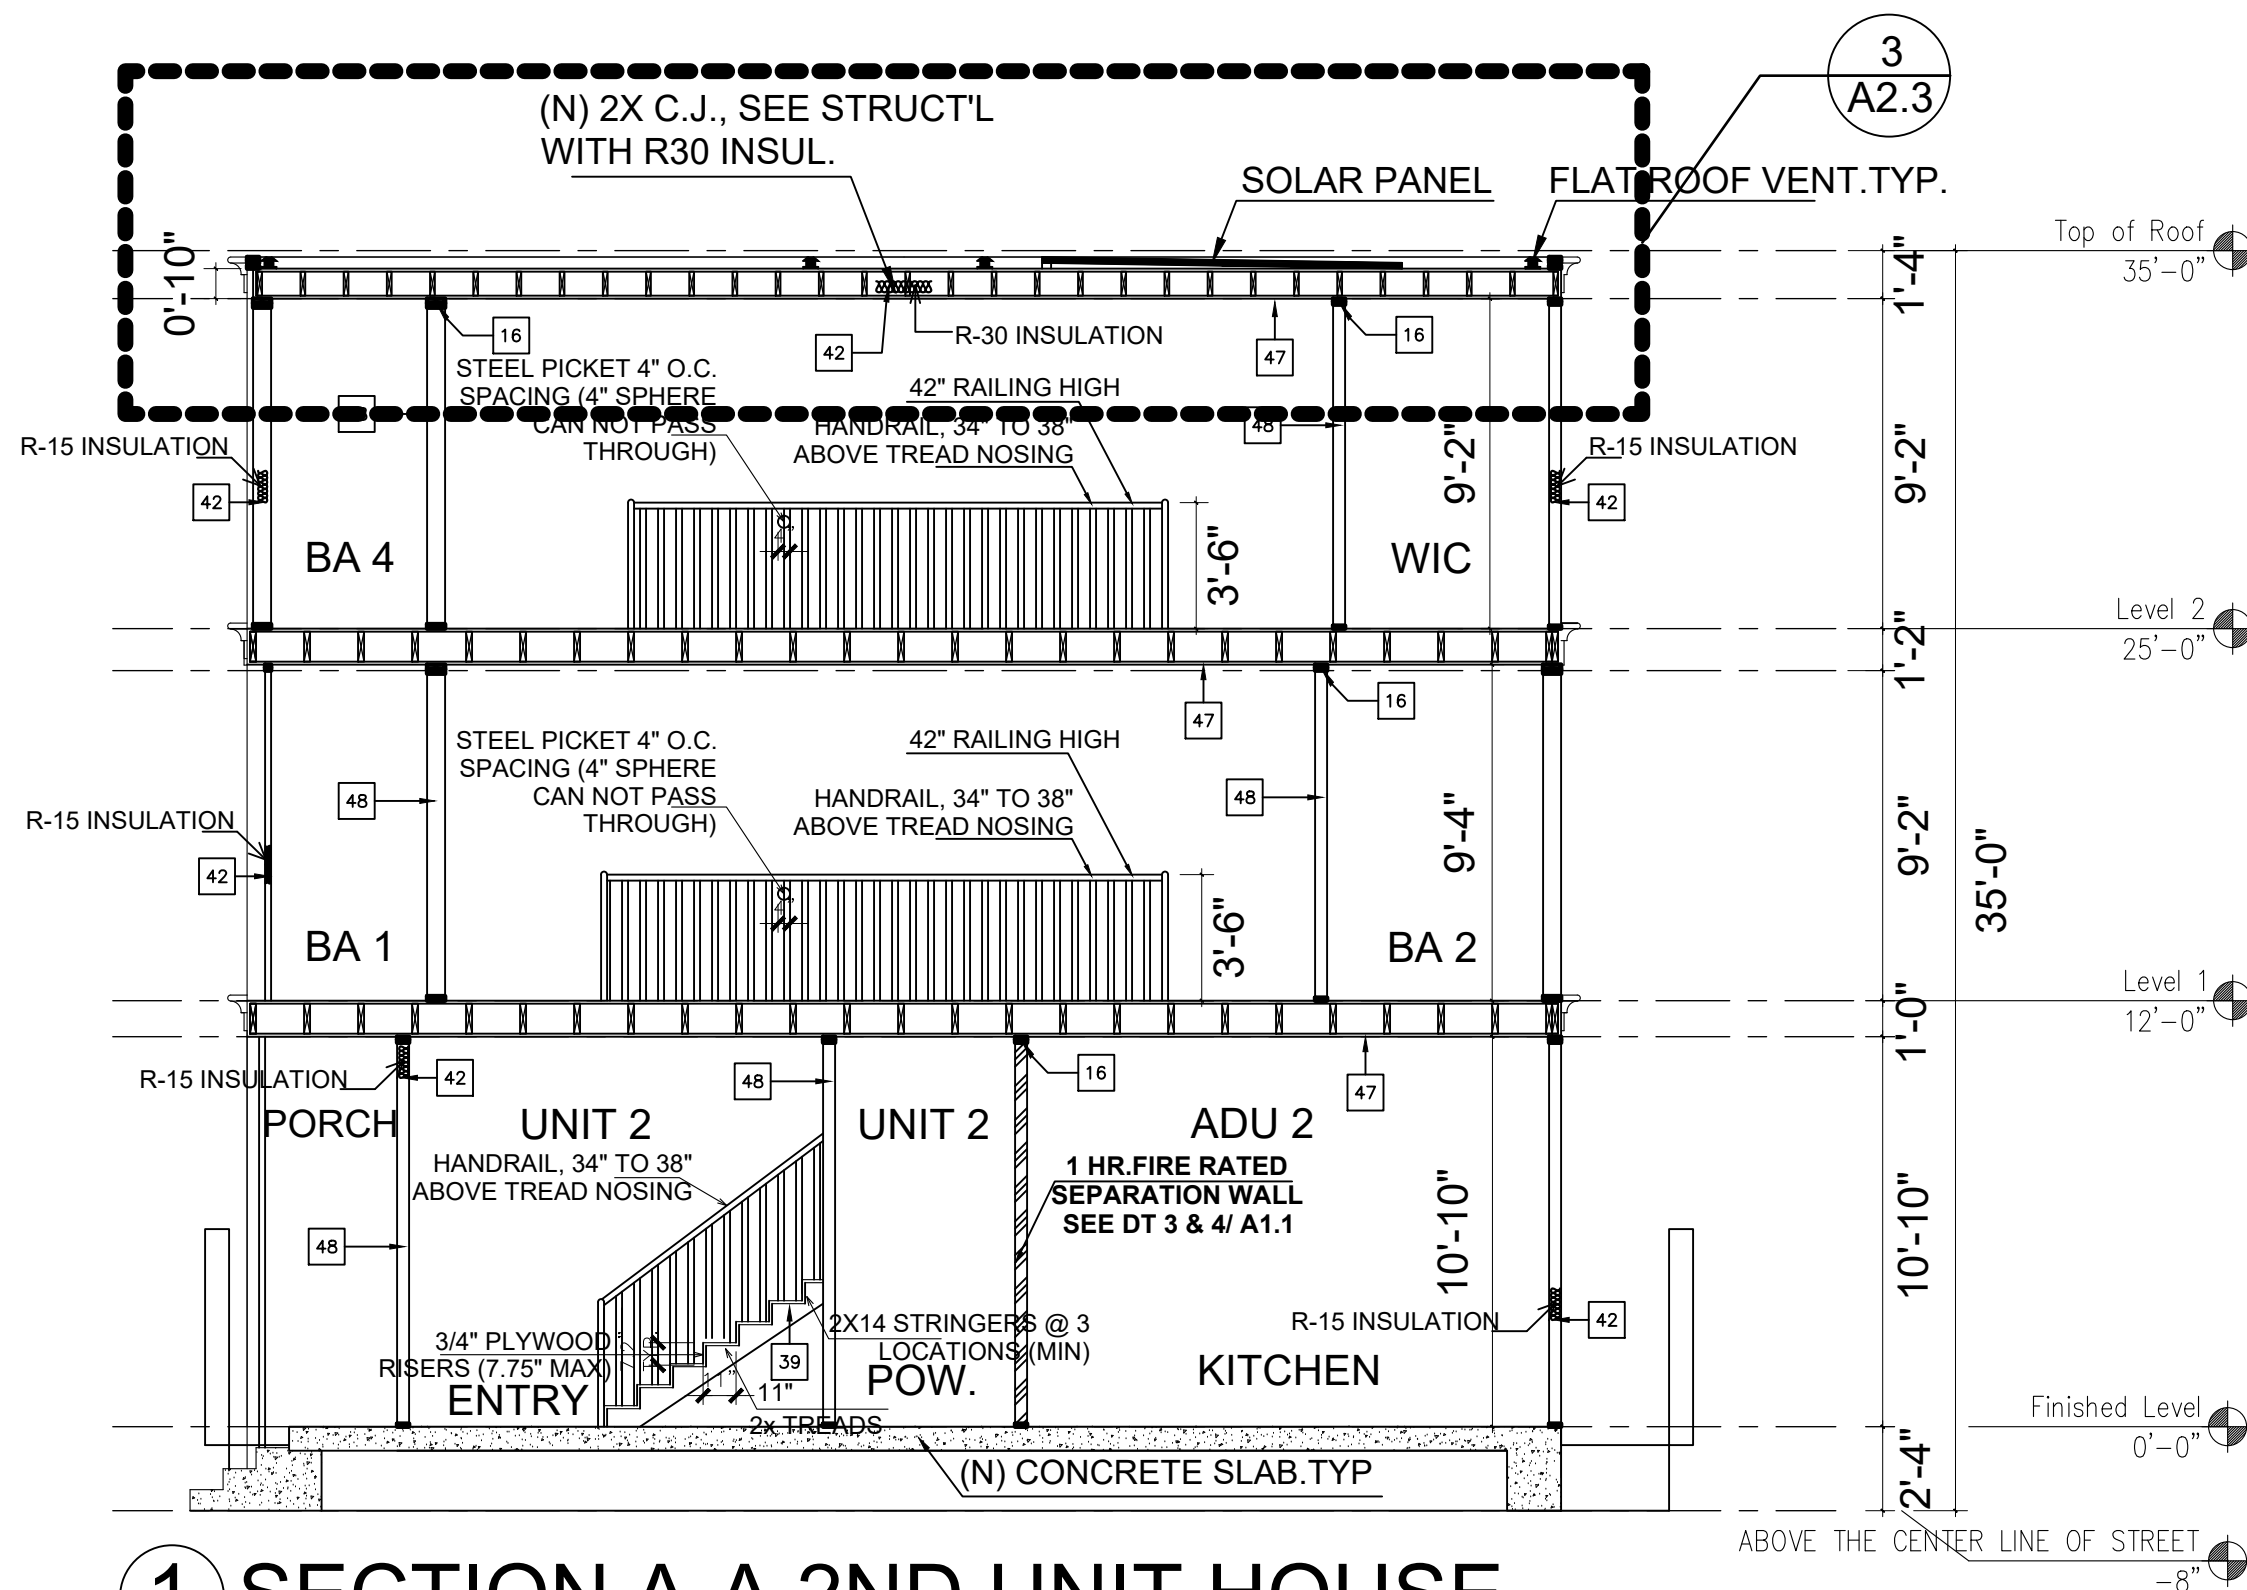 3
A2.3
(N) 2X C.J., SEE STRUCT'L
WITH R30 INSUL.
SOLAR PANEL
FLAT ROOF VENT.TYP.
Top of Roof
35'-0"
0'-10"
1'-4"
16
42
R-30 INSULATION
47
16
STEEL PICKET 4" O.C.
SPACING (4" SPHERE
CAN NOT PASS
THROUGH)
42" RAILING HIGH
HANDRAIL, 34" TO 38"
ABOVE TREAD NOSING
48
R-15 INSULATION
42
9'-2"
R-15 INSULATION
42
9'-2"
BA 4
3'-6"
WIC
Level 2
25'-0"
1'-2"
16
47
STEEL PICKET 4" O.C.
SPACING (4" SPHERE
CAN NOT PASS
THROUGH)
42" RAILING HIGH
HANDRAIL, 34" TO 38"
ABOVE TREAD NOSING
48
48
R-15 INSULATION
42
9'-4"
9'-2"
35'-0"
BA 1
3'-6"
BA 2
Level 1
12'-0"
1'-0"
R-15 INSULATION
42
48
16
47
PORCH
UNIT 2
UNIT 2
ADU 2
HANDRAIL, 34" TO 38"
ABOVE TREAD NOSING
1 HR.FIRE RATED
SEPARATION WALL
SEE DT 3 & 4/ A1.1
48
10'-10"
10'-10"
3/4" PLYWOOD
RISERS (7.75" MAX)
2X14 STRINGERS @ 3
LOCATIONS (MIN)
39
11"
11"
2x TREADS
R-15 INSULATION
42
ENTRY
POW.
KITCHEN
Finished Level
0'-0"
(N) CONCRETE SLAB.TYP
2'-4"
ABOVE THE CENTER LINE OF STREET
-8"
1
SECTION A-A 2ND UNIT HOUSE